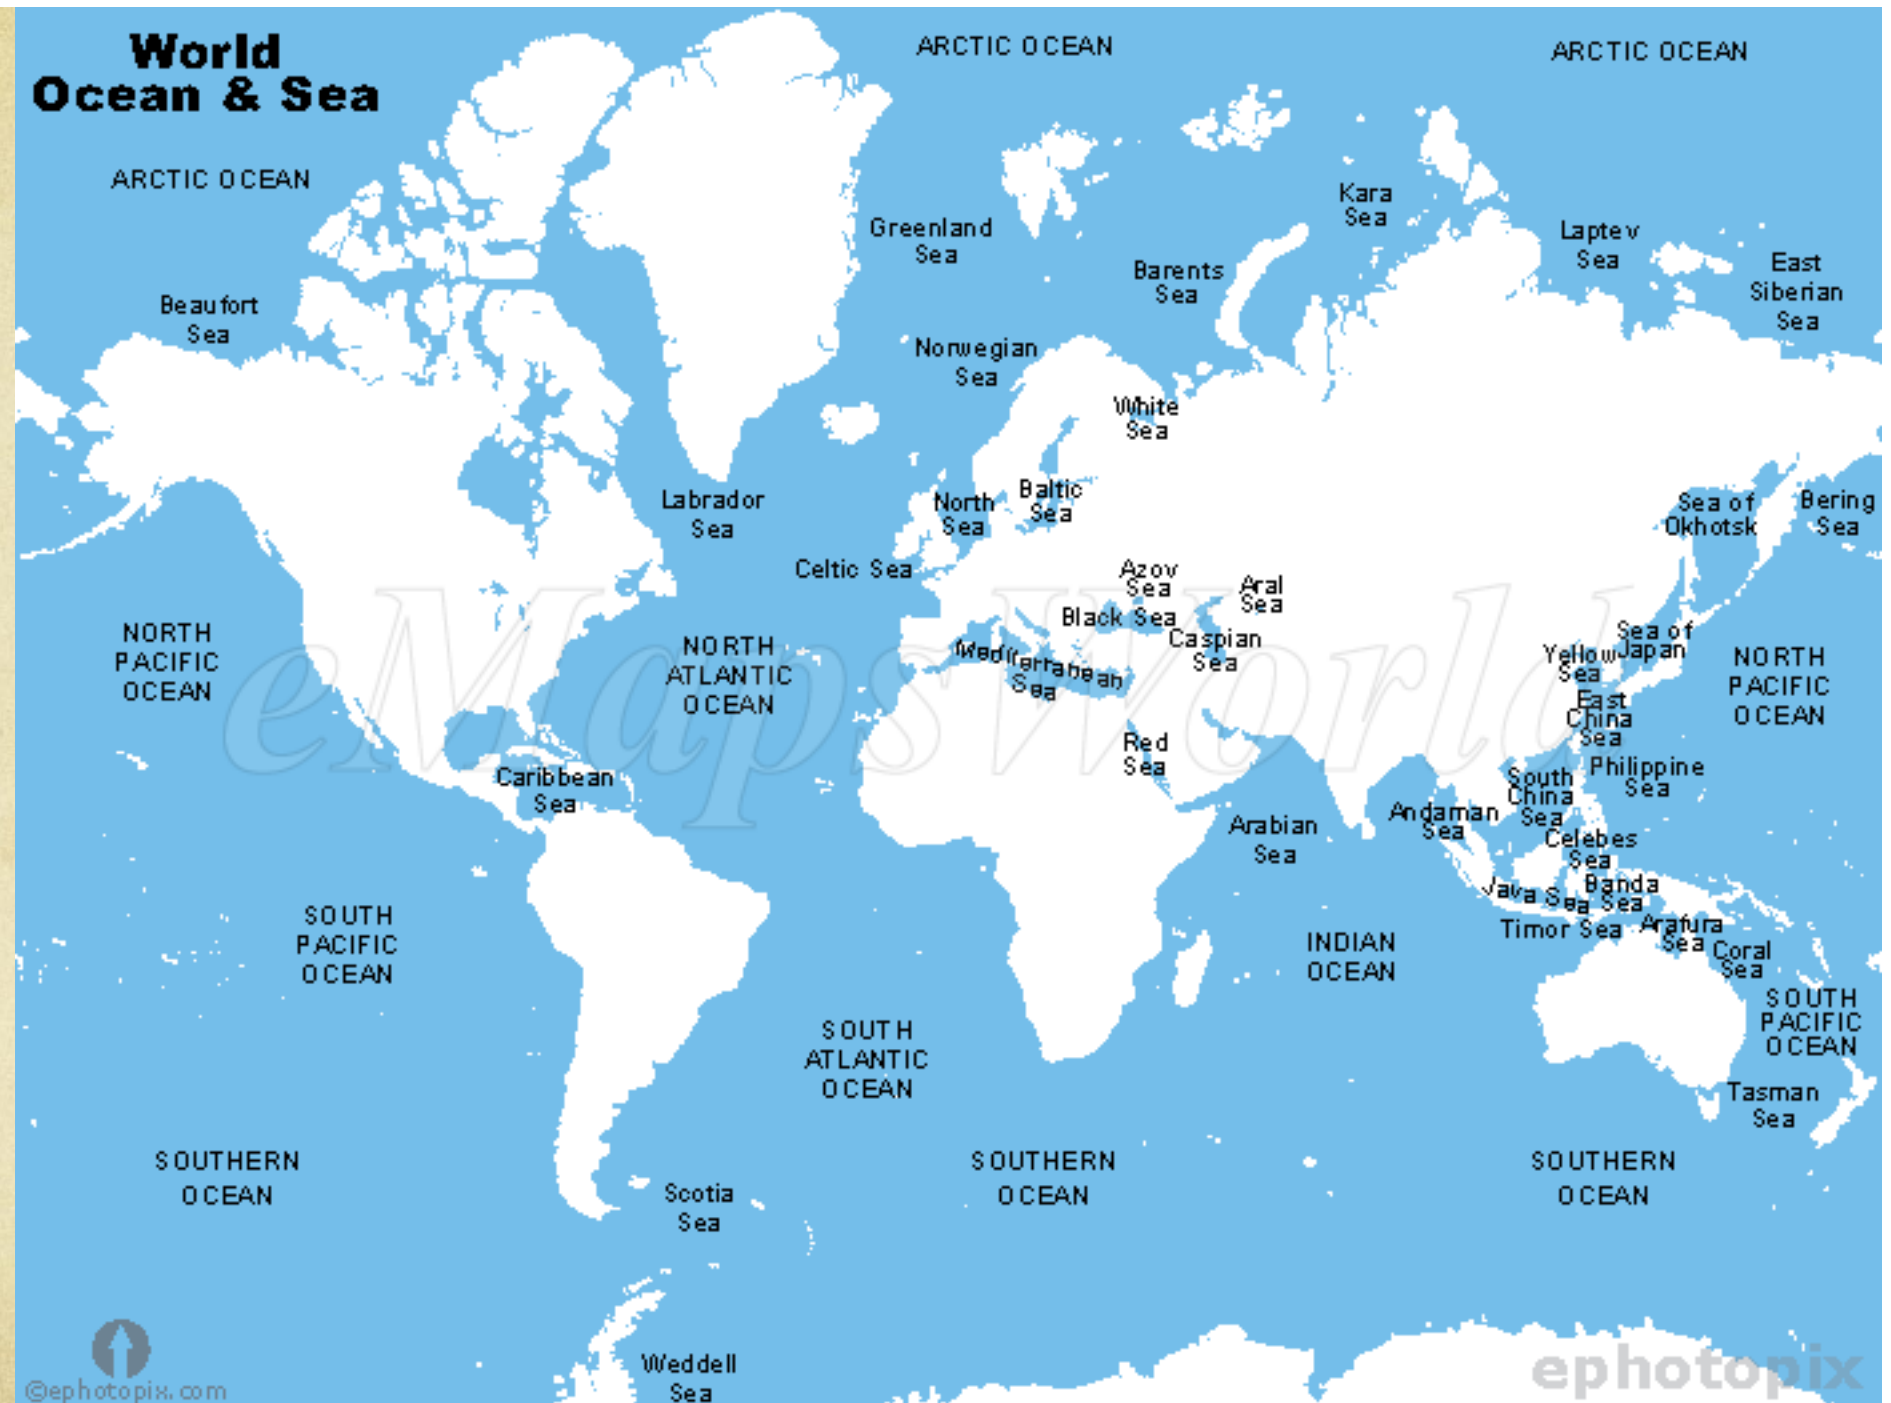 World
Ocean & Sea
ARCTIC OCEAN
ARCTIC OCEAN
ARCTIC OCEAN
Kara
Sea
Greenland
Sea
Laptev
Sea
Barents
Sea
East
Siberian
Sea
Beaufort
Sea
Norwegian
Sea
White
Sea
Labrador
Sea
North
Sea
Baltic
Sea
Sea of
Okhotsk
Bering
Sea
Celtic Sea
Azov
Sea
Aral
Sea
Black Sea
Caspian
Sea
Mediterranean
Sea
NORTH
PACIFIC
OCEAN
NORTH
ATLANTIC
OCEAN
Yellow
Sea
Sea of
Japan
NORTH
PACIFIC
OCEAN
East
China
Sea
eMapsWorld
Red
Sea
Caribbean
Sea
South
China
Sea
Philippine
Sea
Arabian
Sea
Andaman
Sea
Celebes
Sea
Java Sea
Banda
Sea
Timor Sea
Arafura
Sea
Coral
Sea
SOUTH
PACIFIC
OCEAN
INDIAN
OCEAN
SOUTH
PACIFIC
OCEAN
SOUTH
ATLANTIC
OCEAN
Tasman
Sea
SOUTHERN
OCEAN
SOUTHERN
OCEAN
SOUTHERN
OCEAN
Scotia
Sea
Weddell
Sea
©ephotopix.com
ephotopix